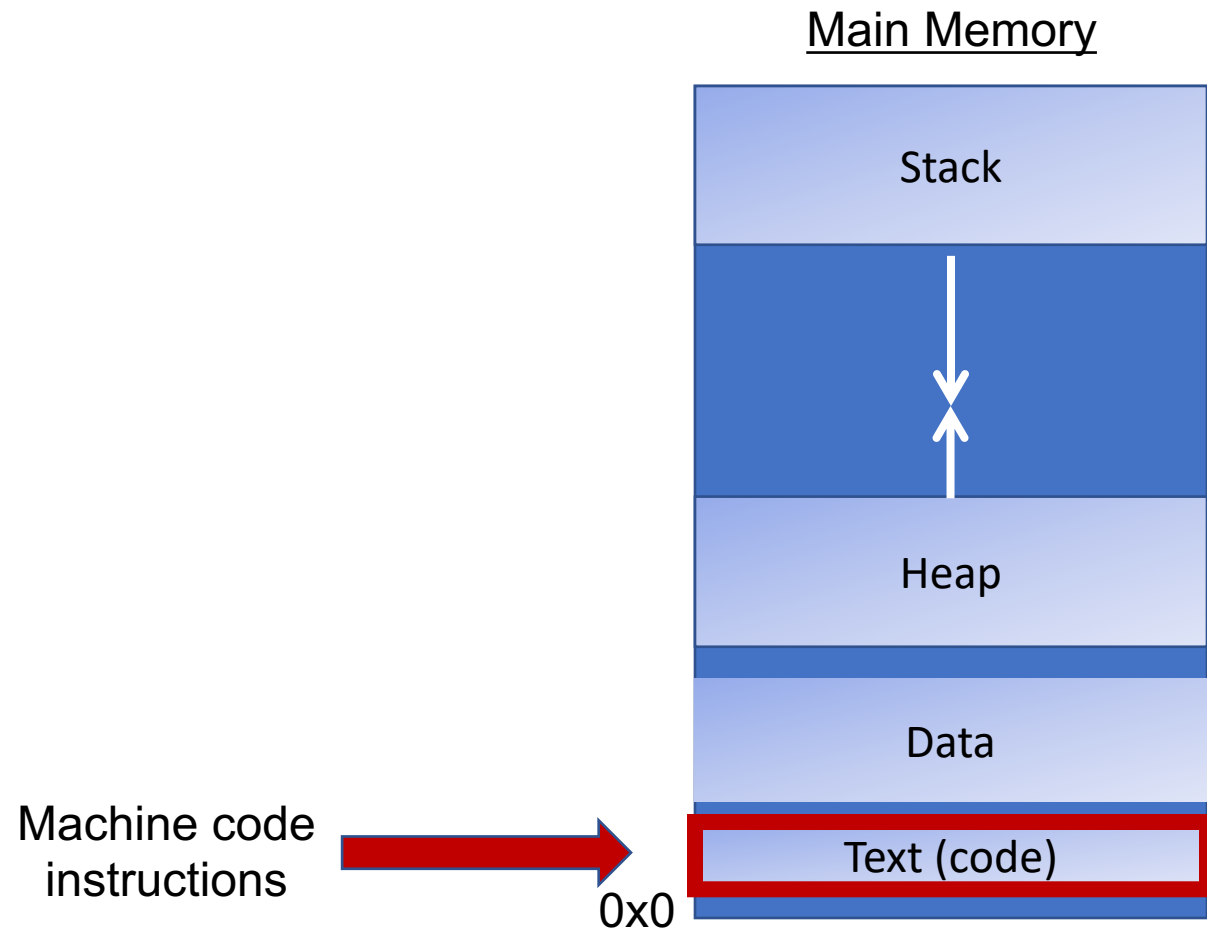 Main Memory
Stack
Heap
Data
Machine code
instructions
Text (code)
0x0